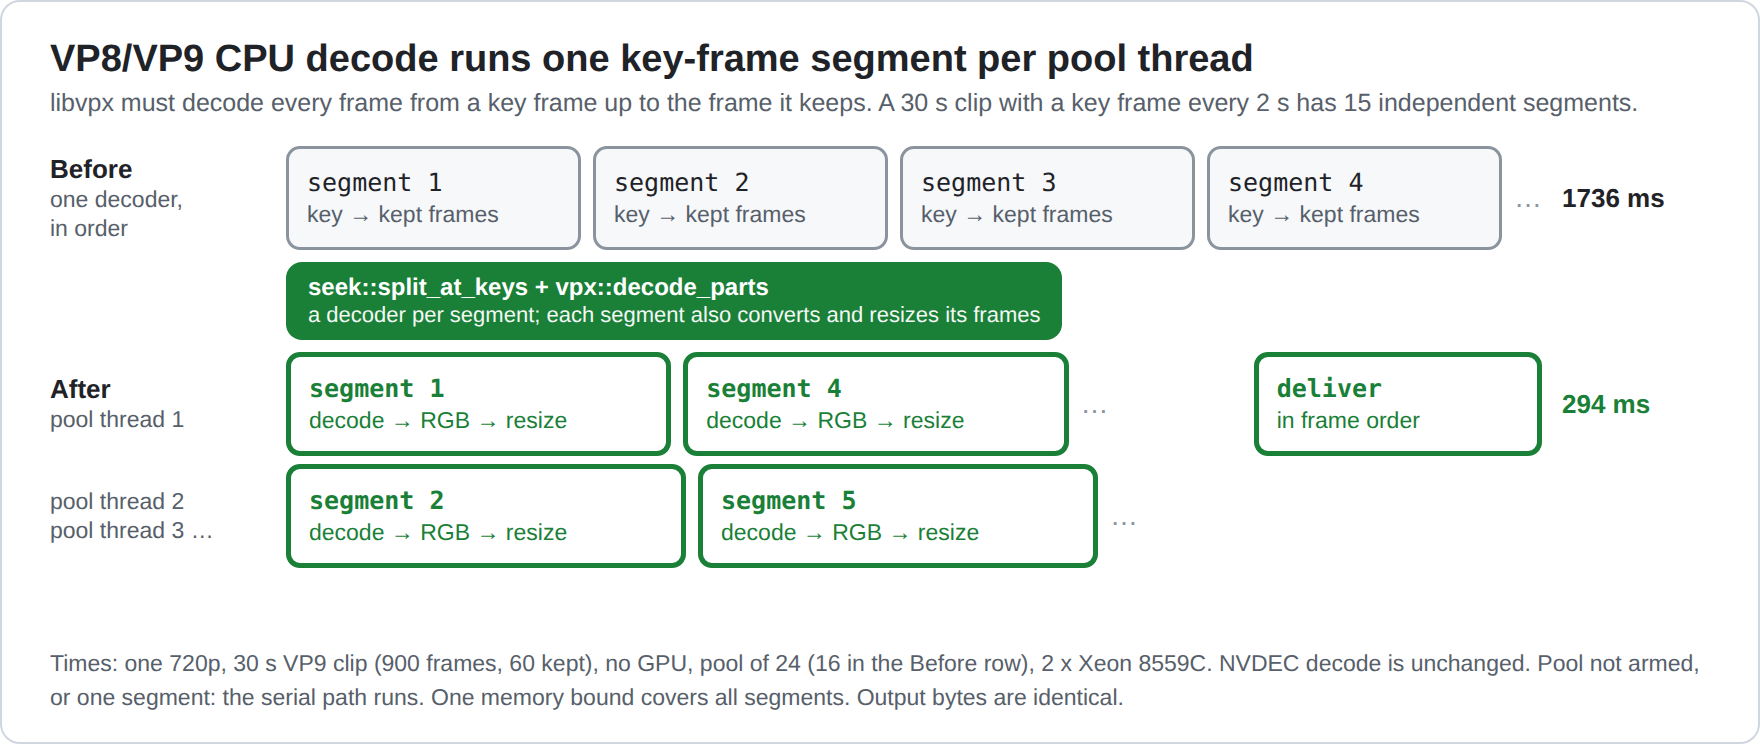 VP8/VP9 CPU decode runs one key-frame segment per pool thread
libvpx must decode every frame from a key frame up to the frame it keeps. A 30 s clip with a key frame every 2 s has 15 independent segments.
Before
one decoder,
in order
segment 1
key → kept frames
segment 2
key → kept frames
segment 3
key → kept frames
segment 4
key → kept frames
…
1736 ms
seek::split_at_keys + vpx::decode_parts
a decoder per segment; each segment also converts and resizes its frames
After
pool thread 1
segment 1
decode → RGB → resize
segment 4
decode → RGB → resize
…
deliver
in frame order
294 ms
pool thread 2
pool thread 3 …
segment 2
decode → RGB → resize
segment 5
decode → RGB → resize
…
Times: one 720p, 30 s VP9 clip (900 frames, 60 kept), no GPU, pool of 24 (16 in the Before row), 2 x Xeon 8559C. NVDEC decode is unchanged. Pool not armed,
or one segment: the serial path runs. One memory bound covers all segments. Output bytes are identical.